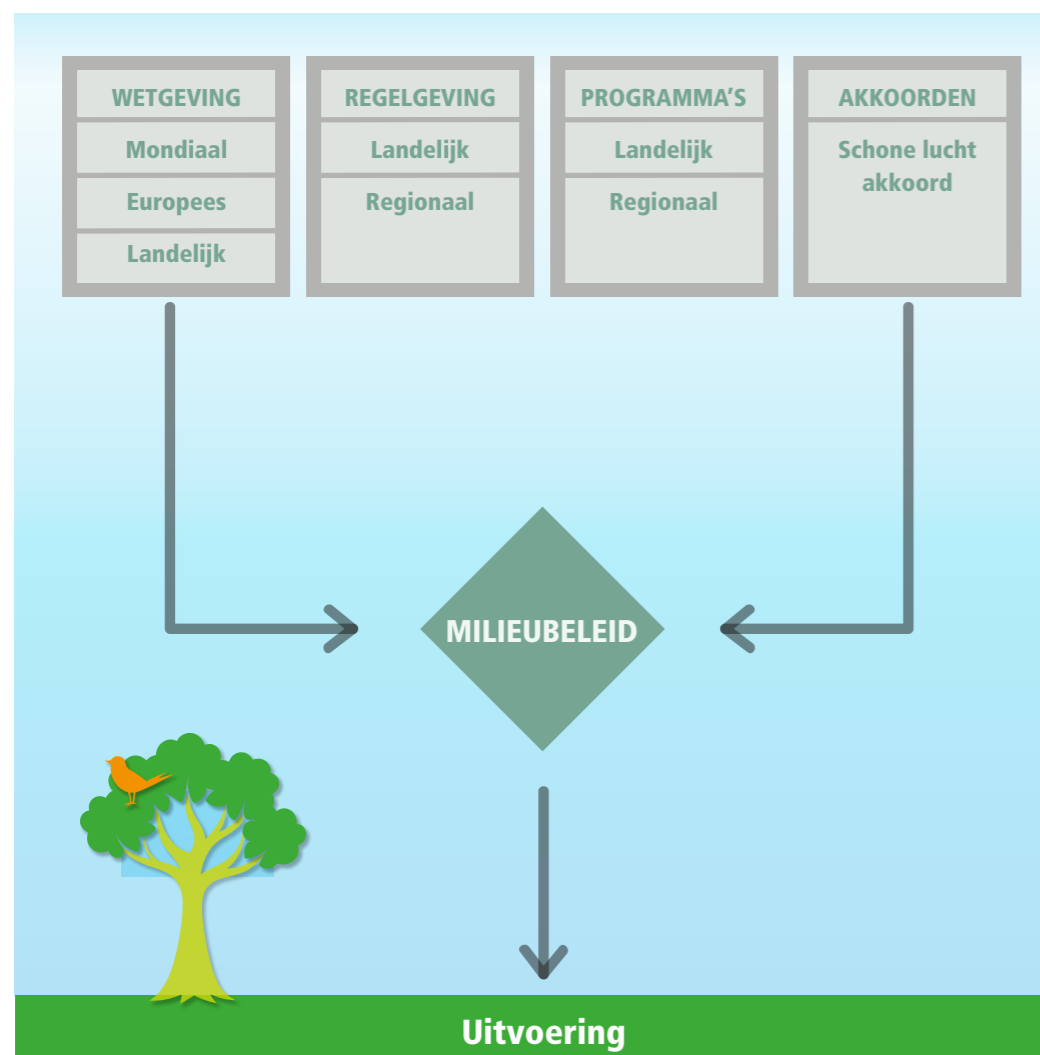 WETGEVING
Mondiaal
Europees
Landelijk
REGELGEVING
Landelijk
Regionaal
PROGRAMMA'S
Landelijk
Regionaal
AKKOORDEN
Schone lucht
akkoord
MILIEUBELEID
Uitvoering